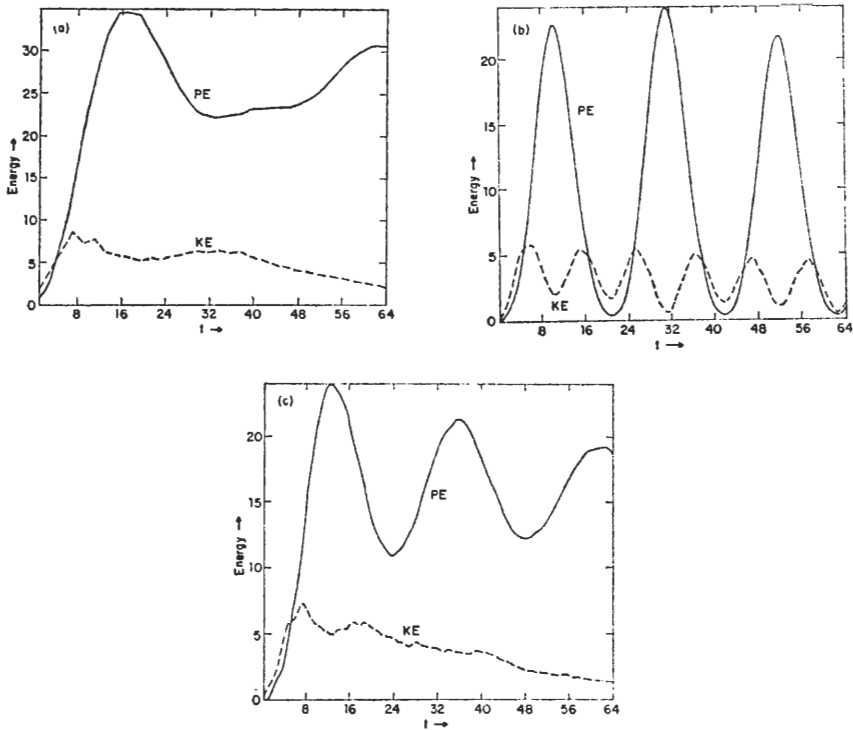 (a)
30
25
20
15
10
5
0
Energy →
PE
KE
8 16 24 32 40 48 56 64
t →
(b)
20
15
10
5
0
Energy →
PE
KE
8 16 24 32 40 48 56 64
t →
(c)
20
15
10
5
0
Energy →
PE
KE
8 16 24 32 40 48 56 64
t →